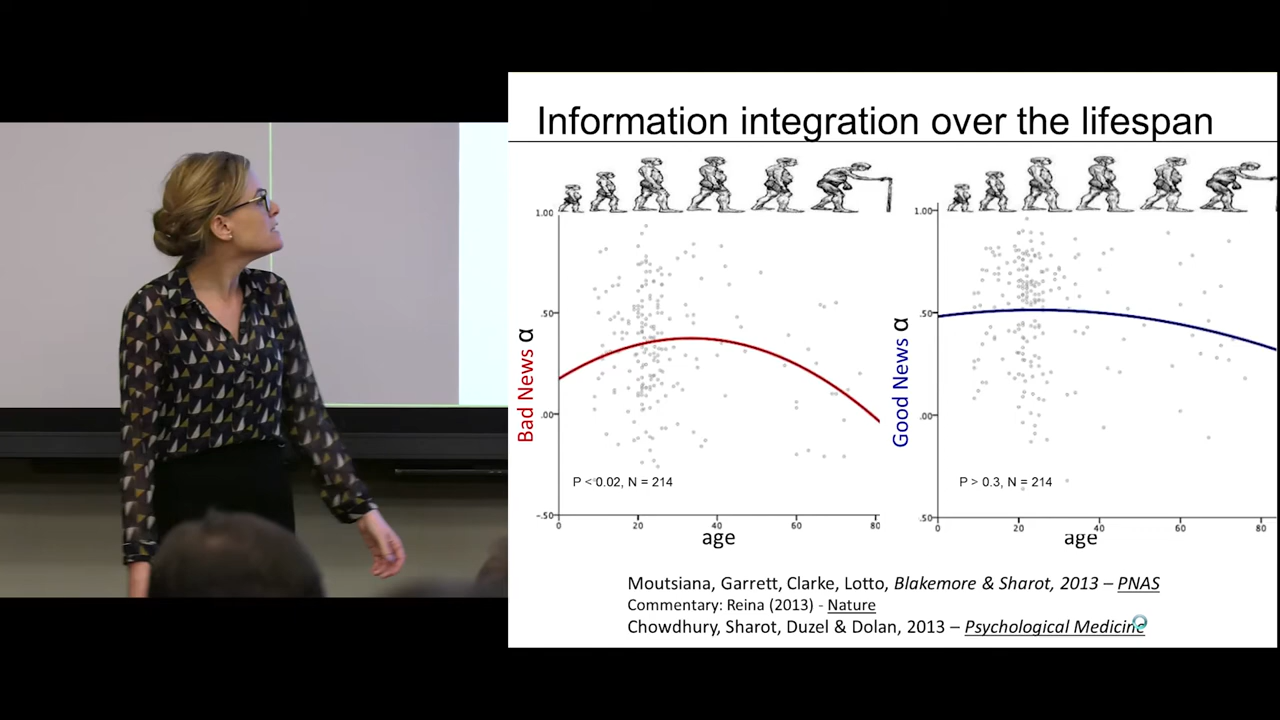 Information integration over the lifespan
1.00
.50
.00
-.50
Bad News α
P < 0.02, N = 214
0 20 40 60 80
age
1.00
.50
.00
.50
Good News α
P > 0.3, N = 214
0 20 40 60 80
age
Moutsiana, Garrett, Clarke, Lotto, Blakemore & Sharot, 2013 – PNAS
Commentary: Reina (2013) - Nature
Chowdhury, Sharot, Duzel & Dolan, 2013 – Psychological Medicine